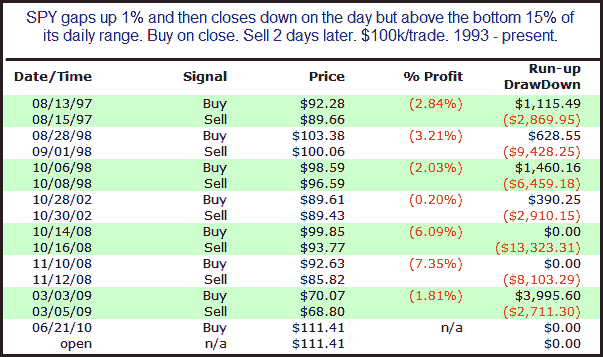 SPY gaps up 1% and then closes down on the day but above the bottom 15% of
its daily range. Buy on close. Sell 2 days later. $100k/trade. 1993 - present.
Run-up
Date/Time Signal Price % Profit DrawDown
08/13/97 Buy $92.28 (2.84%) $1,115.49
08/15/97 Sell $89.66 ($2,869.95)
08/28/98 Buy $103.38 (3.21%) $628.55
09/01/98 Sell $100.06 ($9,428.25)
10/06/98 Buy $98.59 (2.03%) $1,460.16
10/08/98 Sell $96.59 ($6,459.18)
10/28/02 Buy $89.61 (0.20%) $390.25
10/30/02 Sell $89.43 ($2,910.15)
10/14/08 Buy $99.85 (6.09%) $0.00
10/16/08 Sell $93.77 ($13,323.31)
11/10/08 Buy $92.63 (7.35%) $0.00
11/12/08 Sell $85.82 ($8,103.29)
03/03/09 Buy $70.07 (1.81%) $3,995.60
03/05/09 Sell $68.80 ($2,711.30)
06/21/10 Buy $111.41 n/a $0.00
open n/a $111.41 $0.00